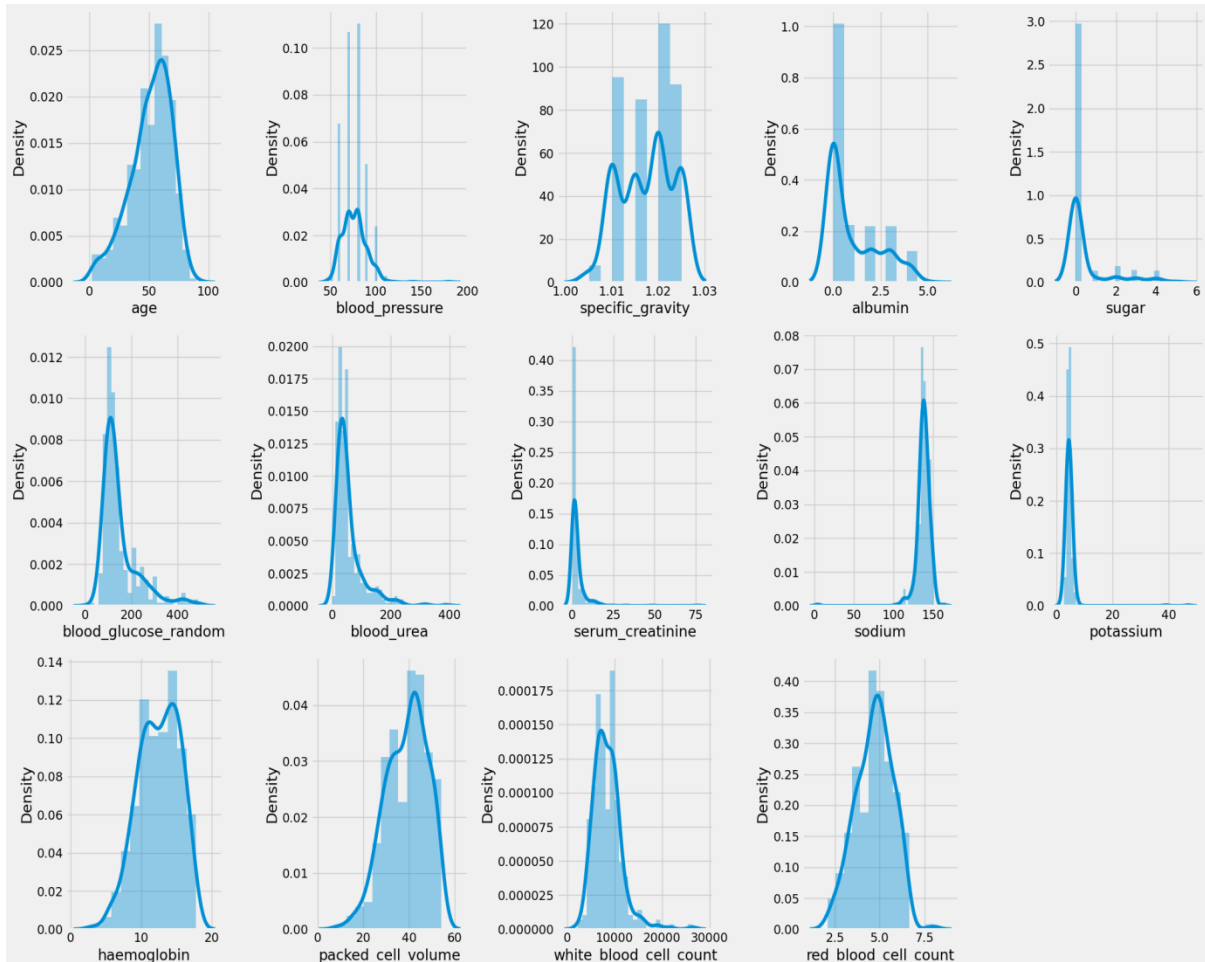 Density
0.025
0.020
0.015
0.010
0.005
0.000
0 50 100
age
Density
0.10
0.08
0.06
0.04
0.02
0.00
50 100 150 200
blood_pressure
Density
120
100
80
60
40
20
0
1.00 1.01 1.02 1.03
specific_gravity
Density
1.0
0.8
0.6
0.4
0.2
0.0
0.0 2.5 5.0
albumin
Density
3.0
2.5
2.0
1.5
1.0
0.5
0.0
0 2 4 6
sugar
Density
0.012
0.010
0.008
0.006
0.004
0.002
0.000
0 200 400
blood_glucose_random
Density
0.0200
0.0175
0.0150
0.0125
0.0100
0.0075
0.0050
0.0025
0.0000
0 200 400
blood_urea
Density
0.40
0.35
0.30
0.25
0.20
0.15
0.10
0.05
0.00
0 25 50 75
serum_creatinine
Density
0.08
0.07
0.06
0.05
0.04
0.03
0.02
0.01
0.00
0 50 100 150
sodium
Density
0.5
0.4
0.3
0.2
0.1
0.0
0 10 20 30 40 50
potassium
Density
0.14
0.12
0.10
0.08
0.06
0.04
0.02
0.00
0 10 20
haemoglobin
Density
0.04
0.03
0.02
0.01
0.00
0 20 40 60
packed_cell_volume
Density
0.000175
0.000150
0.000125
0.000100
0.000075
0.000050
0.000025
0.000000
0 10000 20000 30000
white_blood_cell_count
Density
0.40
0.35
0.30
0.25
0.20
0.15
0.10
0.05
0.00
2.5 5.0 7.5
red_blood_cell_count